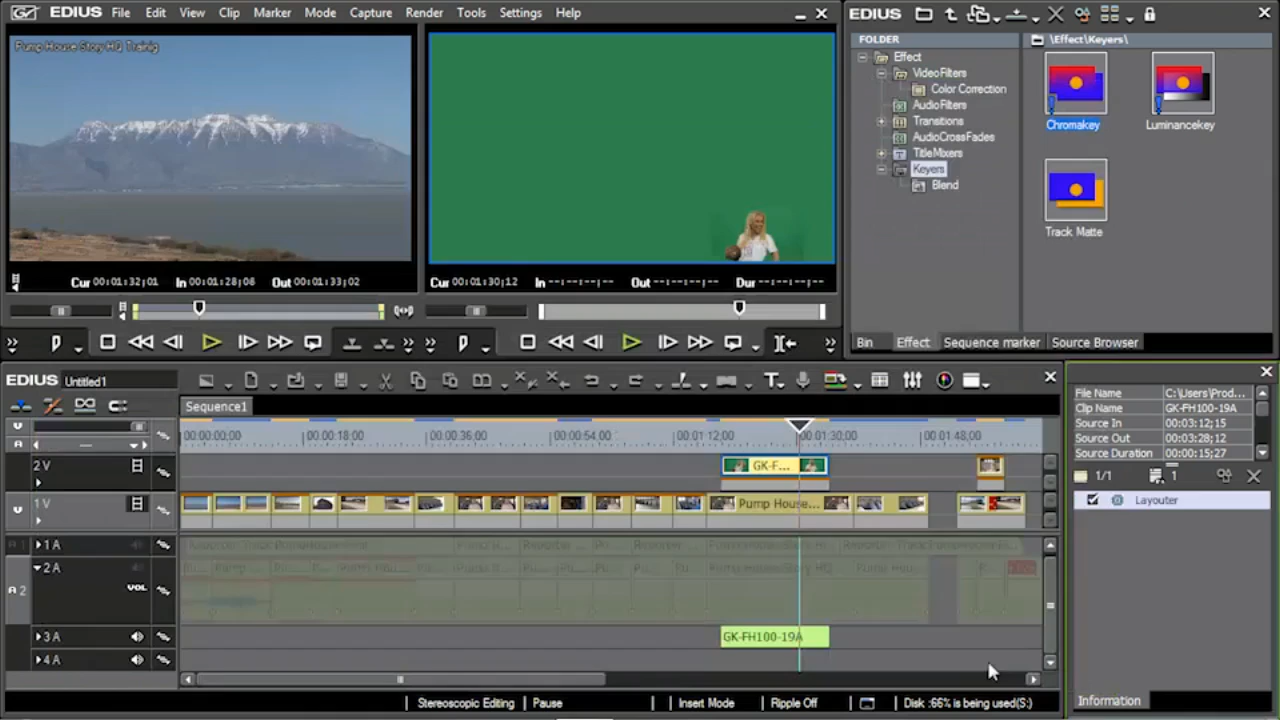 EDIUS File Edit View Clip Marker Mode Capture Render Tools Settings Help
Pump House Story HQ Trainig
Cur 00:01:32;01 In 00:01:28;06 Out 00:01:33;02
Cur 00:01:30;12 In --:--:--;-- Out --:--:--;-- Dur --:--:--;--
EDIUS
FOLDER
Effect
VideoFilters
Color Correction
AudioFilters
Transitions
AudioCrossFades
TitleMixers
Keyers
Blend
\Effect\Keyers\
Chromakey
Luminancekey
Track Matte
Bin Effect Sequence marker Source Browser
EDIUS Untitled1
Sequence1
00:00:00;00 00:00:18;00 00:00:36;00 00:00:54;00 00:01:12;00 00:01:30;00 00:01:48;00
2 V
GK-F...
1 V
Pump House...
1 A
2 A
A 2
VOL
3 A
GK-FH100-19A
4 A
File Name C:\Users\Prod...
Clip Name GK-FH100-19A
Source In 00:03:12;15
Source Out 00:03:28;12
Source Duration 00:00:15;27
1/1 1
Layouter
Information
Stereoscopic Editing Pause Insert Mode Ripple Off Disk :66% is being used(S:)